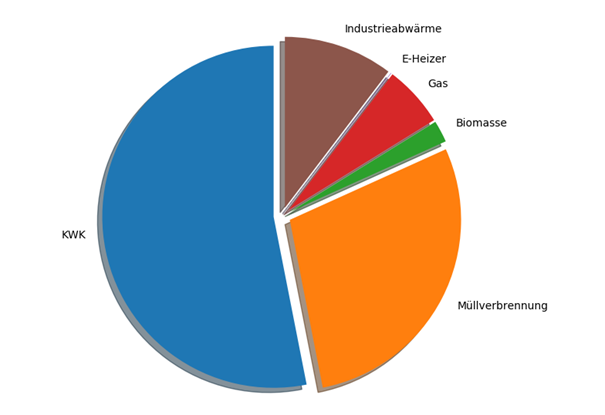 Industrieabwärme
E-Heizer
Gas
Biomasse
KWK
Müllverbrennung